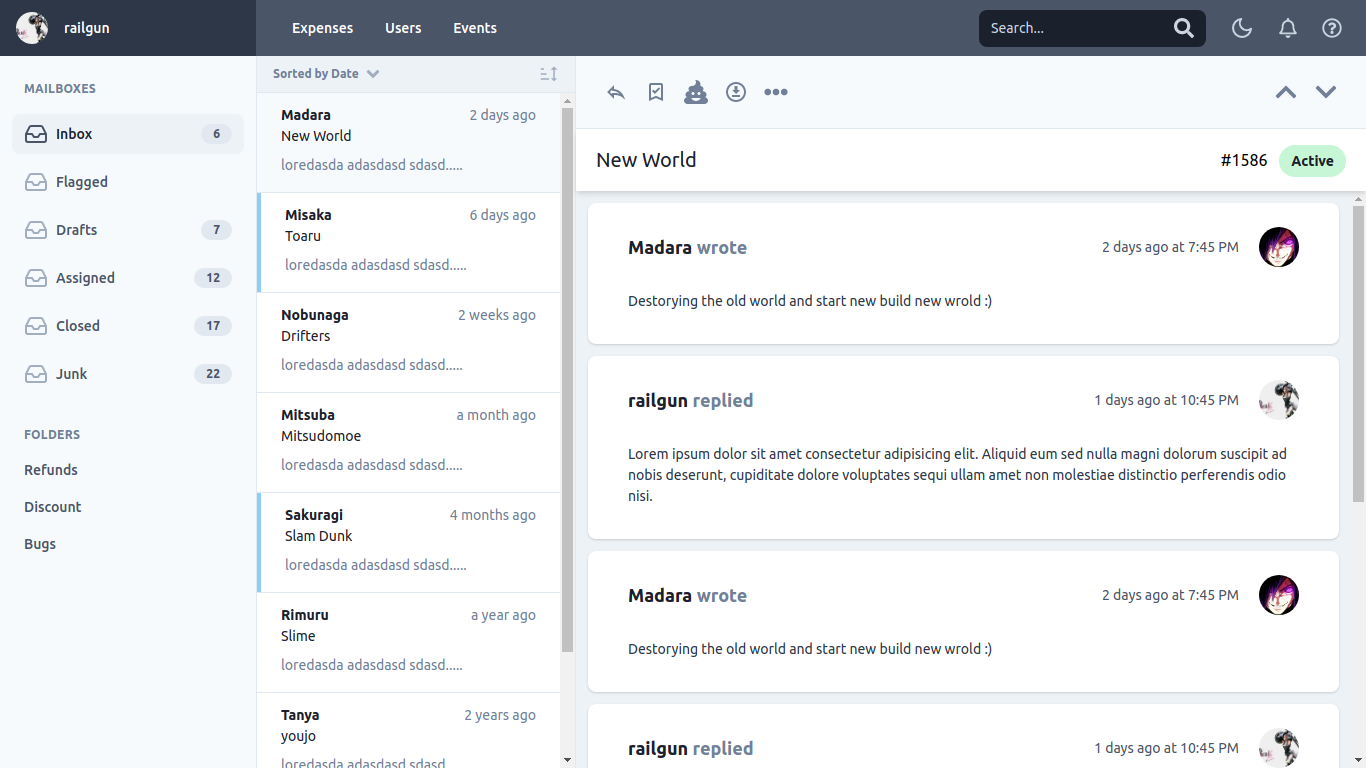 railgun
Expenses
Users
Events
Search...
MAILBOXES
Inbox 6
Flagged
Drafts 7
Assigned 12
Closed 17
Junk 22
FOLDERS
Refunds
Discount
Bugs
Sorted by Date
Madara 2 days ago
New World
loredasda adasdasd sdasd.....
Misaka 6 days ago
Toaru
loredasda adasdasd sdasd.....
Nobunaga 2 weeks ago
Drifters
loredasda adasdasd sdasd.....
Mitsuba a month ago
Mitsudomoe
loredasda adasdasd sdasd.....
Sakuragi 4 months ago
Slam Dunk
loredasda adasdasd sdasd.....
Rimuru a year ago
Slime
loredasda adasdasd sdasd.....
Tanya 2 years ago
youjo
loredasda adasdasd sdasd.....
New World #1586 Active
Madara wrote 2 days ago at 7:45 PM
Destorying the old world and start new build new wrold :)
railgun replied 1 days ago at 10:45 PM
Lorem ipsum dolor sit amet consectetur adipisicing elit. Aliquid eum sed nulla magni dolorum suscipit ad
nobis deserunt, cupiditate dolore voluptates sequi ullam amet non molestiae distinctio perferendis odio
nisi.
Madara wrote 2 days ago at 7:45 PM
Destorying the old world and start new build new wrold :)
railgun replied 1 days ago at 10:45 PM